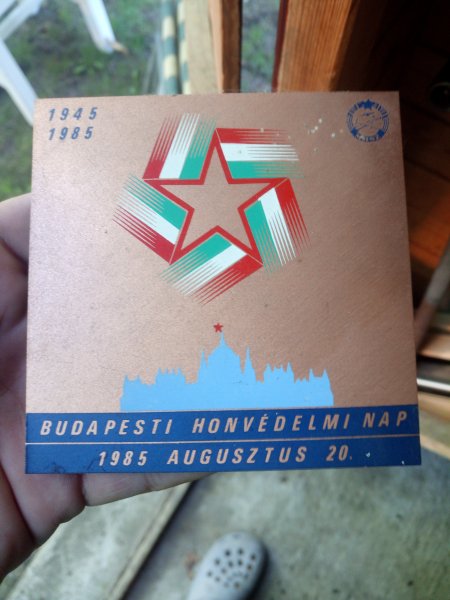 1945
1985
BUDAPESTI HONVÉDELMI NAP
1985 AUGUSZTUS 20.